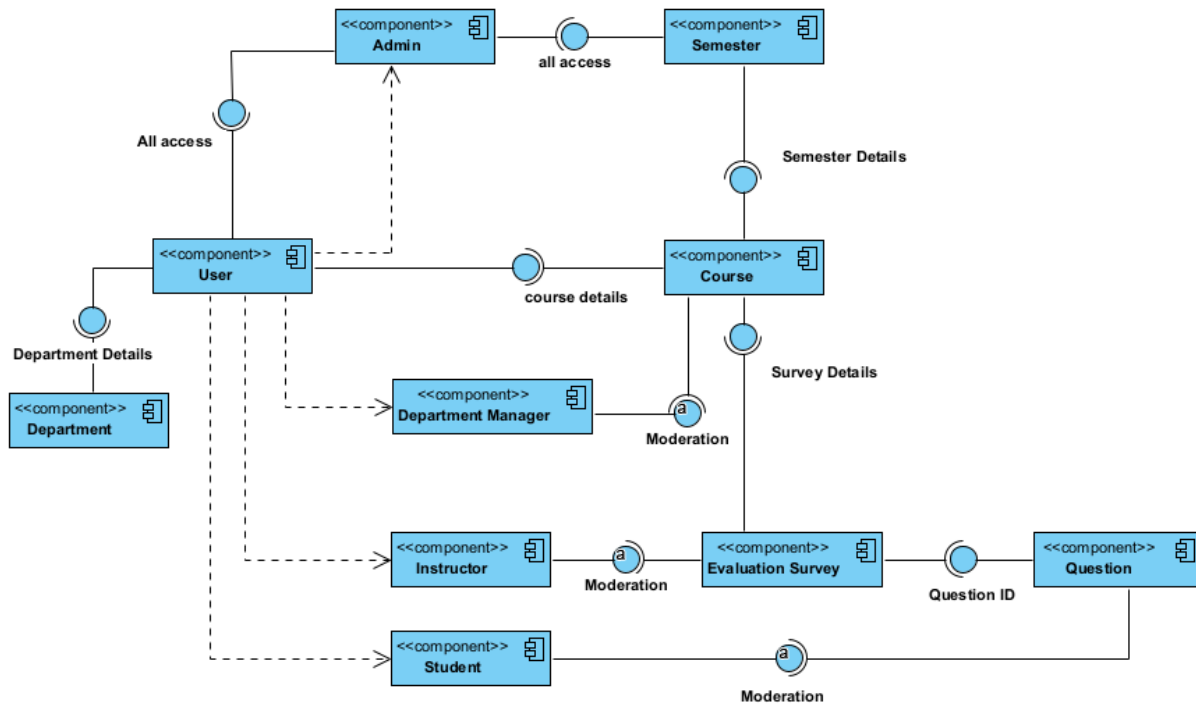 <<component>>
Admin
<<component>>
Semester
all access
All access
Semester Details
<<component>>
User
<<component>>
Course
course details
Department Details
Survey Details
<<component>>
Department
<<component>>
Department Manager
a
Moderation
<<component>>
Instructor
a
Moderation
<<component>>
Evaluation Survey
Question ID
<<component>>
Question
<<component>>
Student
a
Moderation